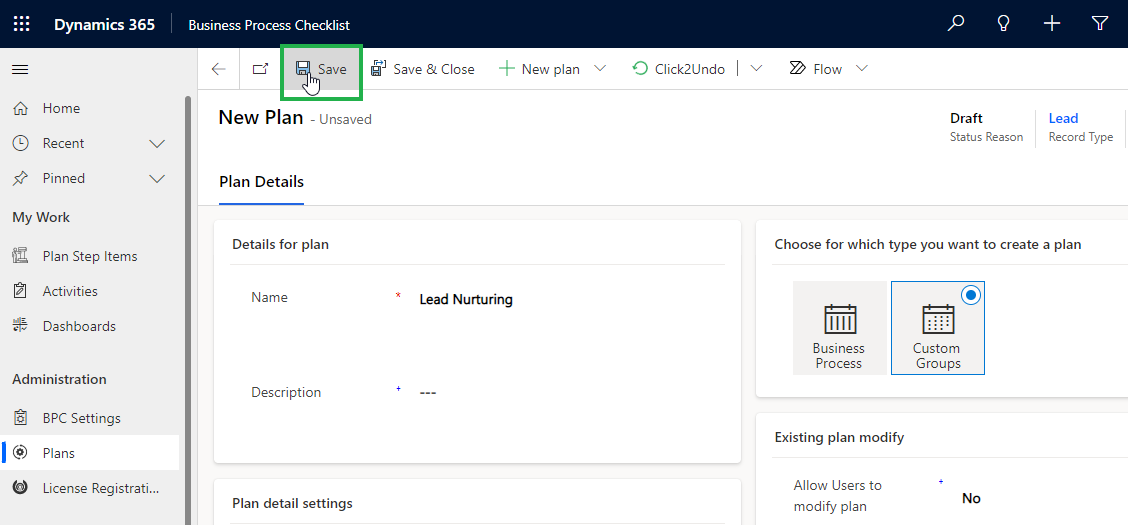 Dynamics 365 Business Process Checklist
Save Save & Close New plan Click2Undo Flow
Home
Recent
Pinned
My Work
Plan Step Items
Activities
Dashboards
Administration
BPC Settings
Plans
License Registrati...
New Plan - Unsaved
Draft
Status Reason
Lead
Record Type
Plan Details
Details for plan
Name * Lead Nurturing
Description + ---
Plan detail settings
Choose for which type you want to create a plan
Business
Process
Custom
Groups
Existing plan modify
Allow Users to
modify plan
+ No